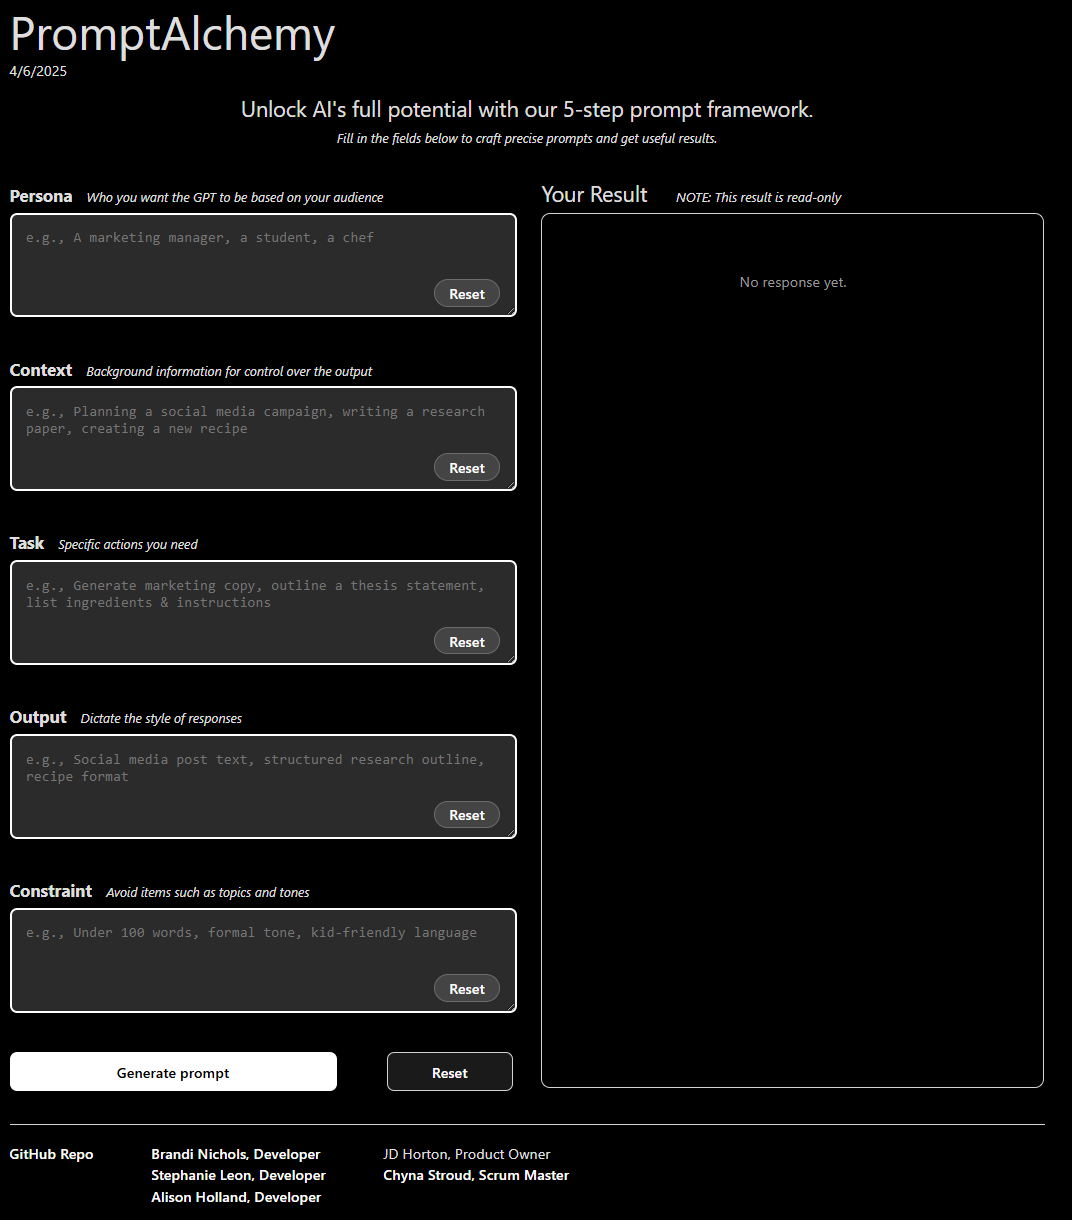 PromptAlchemy
4/6/2025
Unlock AI's full potential with our 5-step prompt framework.
Fill in the fields below to craft precise prompts and get useful results.
Persona Who you want the GPT to be based on your audience
e.g., A marketing manager, a student, a chef
Reset
Context Background information for control over the output
e.g., Planning a social media campaign, writing a research
paper, creating a new recipe
Reset
Task Specific actions you need
e.g., Generate marketing copy, outline a thesis statement,
list ingredients & instructions
Reset
Output Dictate the style of responses
e.g., Social media post text, structured research outline,
recipe format
Reset
Constraint Avoid items such as topics and tones
e.g., Under 100 words, formal tone, kid-friendly language
Reset
Generate prompt
Reset
Your Result NOTE: This result is read-only
No response yet.
GitHub Repo
Brandi Nichols, Developer
Stephanie Leon, Developer
Alison Holland, Developer
JD Horton, Product Owner
Chyna Stroud, Scrum Master